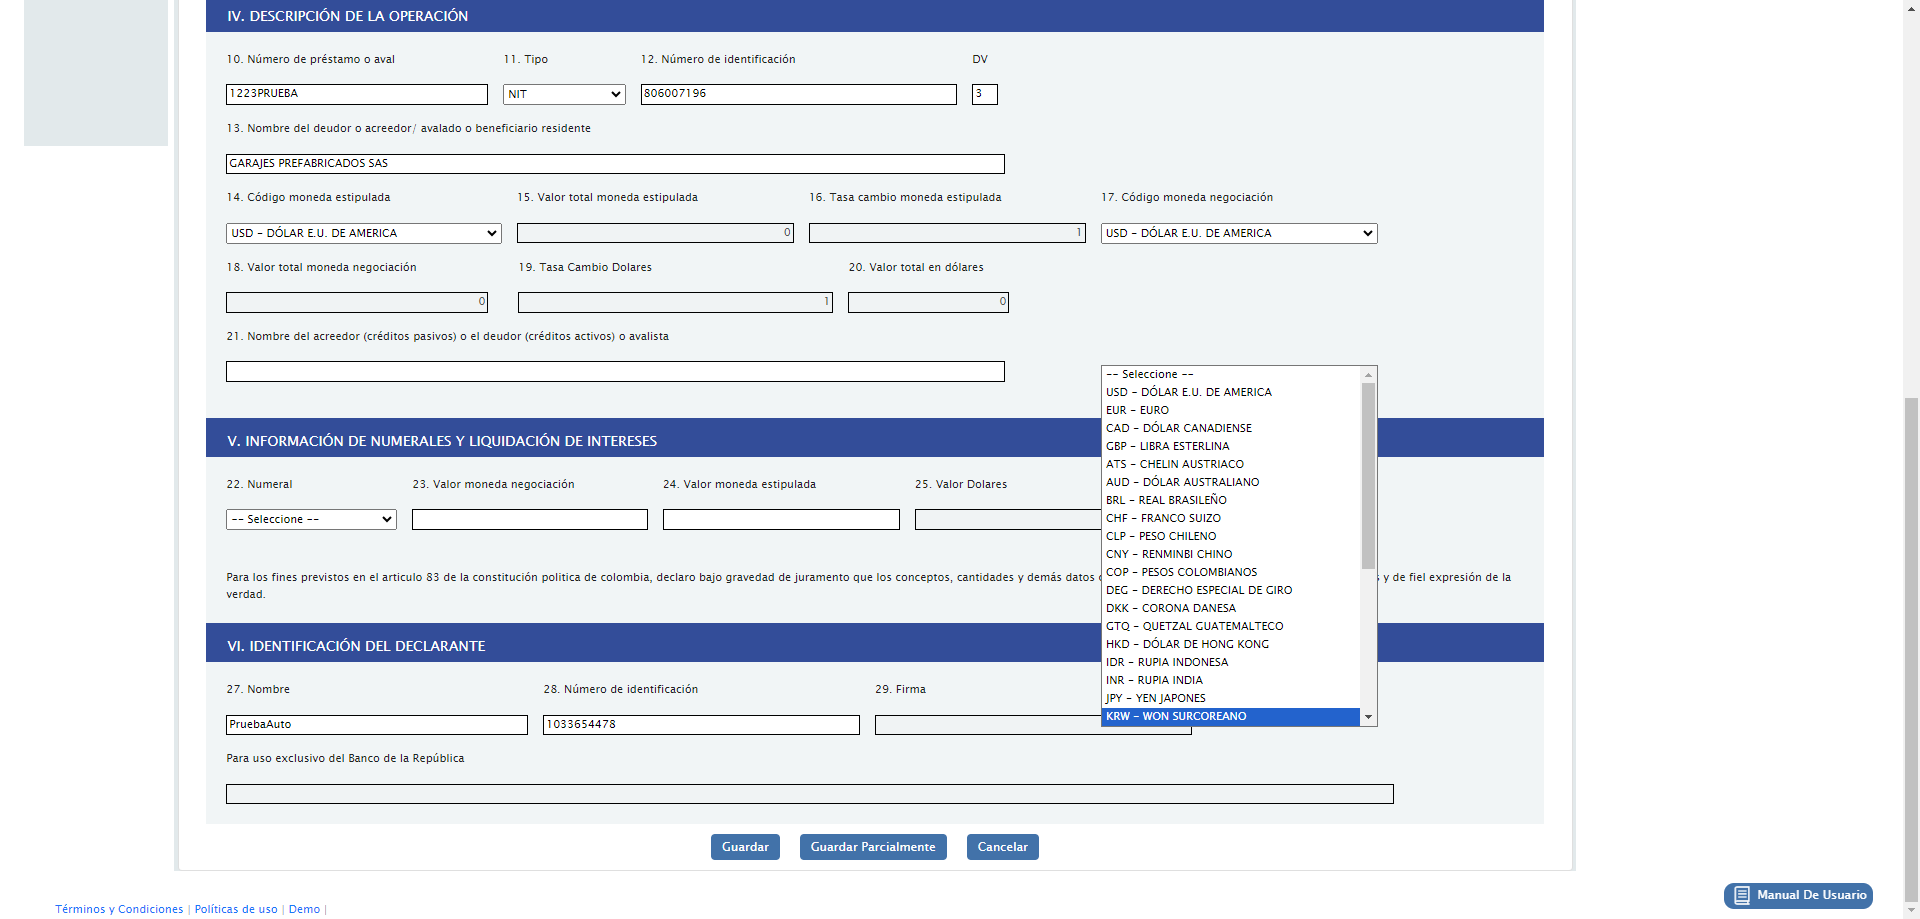 IV. DESCRIPCIÓN DE LA OPERACIÓN
10. Número de préstamo o aval 11. Tipo 12. Número de identificación DV
1223PRUEBA NIT 806007196 3
13. Nombre del deudor o acreedor/ avalado o beneficiario residente
GARAJES PREFABRICADOS SAS
14. Código moneda estipulada 15. Valor total moneda estipulada 16. Tasa cambio moneda estipulada 17. Código moneda negociación
USD - DÓLAR E.U. DE AMERICA 0 1 USD - DÓLAR E.U. DE AMERICA
18. Valor total moneda negociación 19. Tasa Cambio Dolares 20. Valor total en dólares
0 1 0
21. Nombre del acreedor (créditos pasivos) o el deudor (créditos activos) o avalista
-- Seleccione --
USD - DÓLAR E.U. DE AMERICA
EUR - EURO
CAD - DÓLAR CANADIENSE
GBP - LIBRA ESTERLINA
ATS - CHELIN AUSTRIACO
AUD - DÓLAR AUSTRALIANO
BRL - REAL BRASILEÑO
CHF - FRANCO SUIZO
CLP - PESO CHILENO
CNY - RENMINBI CHINO
COP - PESOS COLOMBIANOS
DEG - DERECHO ESPECIAL DE GIRO
DKK - CORONA DANESA
GTQ - QUETZAL GUATEMALTECO
HKD - DÓLAR DE HONG KONG
IDR - RUPIA INDONESA
INR - RUPIA INDIA
JPY - YEN JAPONES
KRW - WON SURCOREANO
V. INFORMACIÓN DE NUMERALES Y LIQUIDACIÓN DE INTERESES
22. Numeral 23. Valor moneda negociación 24. Valor moneda estipulada 25. Valor Dolares
-- Seleccione --
Para los fines previstos en el articulo 83 de la constitución politica de colombia, declaro bajo gravedad de juramento que los conceptos, cantidades y demás datos y de fiel expresión de la
verdad.
VI. IDENTIFICACIÓN DEL DECLARANTE
27. Nombre 28. Número de identificación 29. Firma
PruebaAuto 1033654478
Para uso exclusivo del Banco de la República
Guardar Guardar Parcialmente Cancelar
Manual De Usuario
Términos y Condiciones | Políticas de uso | Demo |